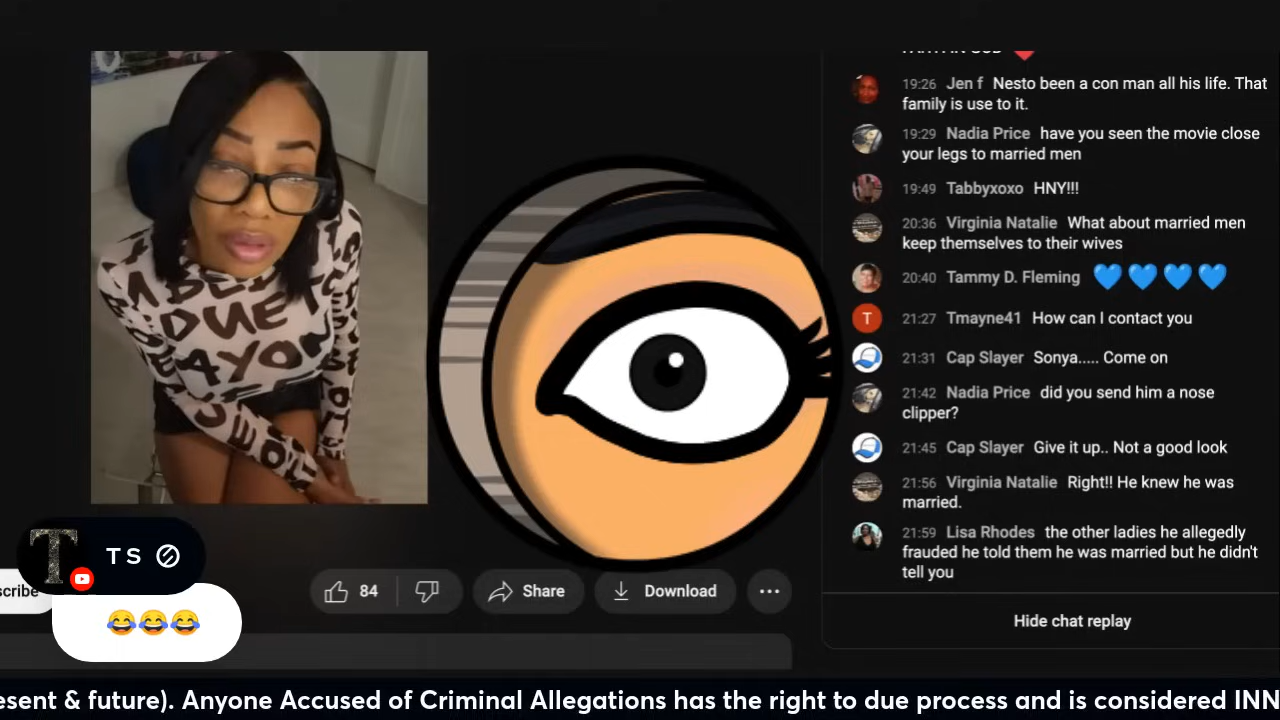 19:26 Jen f Nesto been a con man all his life. That
family is use to it.
19:29 Nadia Price have you seen the movie close
your legs to married men
19:49 Tabbyxoxo HNY!!!
20:36 Virginia Natalie What about married men
keep themselves to their wives
20:40 Tammy D. Fleming 💙💙💙💙
T
21:27 Tmayne41 How can I contact you
21:31 Cap Slayer Sonya..... Come on
21:42 Nadia Price did you send him a nose
clipper?
21:45 Cap Slayer Give it up.. Not a good look
21:56 Virginia Natalie Right!! He knew he was
married.
21:59 Lisa Rhodes the other ladies he allegedly
frauded he told them he was married but he didn't
tell you
Hide chat replay
DUE
AYO
T
TS
scribe
84
Share
Download
😂😂😂
esent & future). Anyone Accused of Criminal Allegations has the right to due process and is considered INN